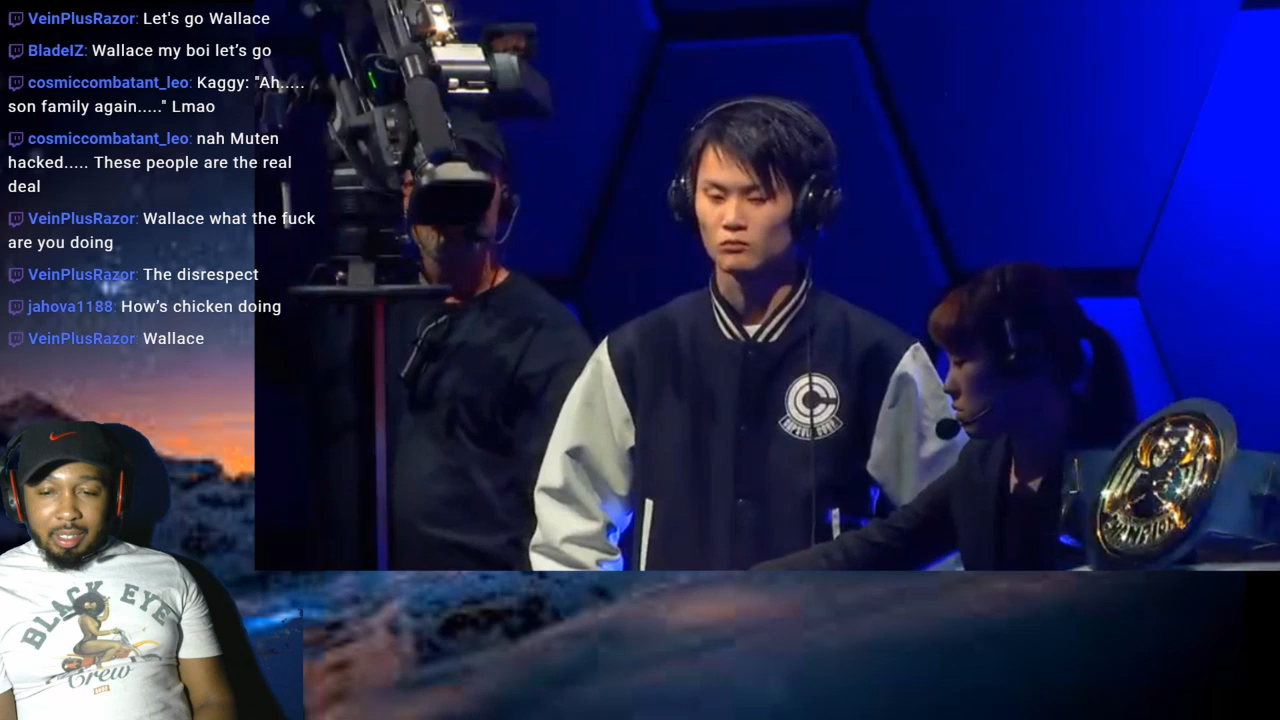 VeinPlusRazor: Let's go Wallace
BladeIZ: Wallace my boi let’s go
cosmiccombatant_leo: Kaggy: "Ah.....
son family again....." Lmao
cosmiccombatant_leo: nah Muten
hacked..... These people are the real
deal
VeinPlusRazor: Wallace what the fuck
are you doing
VeinPlusRazor: The disrespect
jahova1188: How’s chicken doing
VeinPlusRazor: Wallace
BLACK EYE
Crew
CAPSULE CORP.